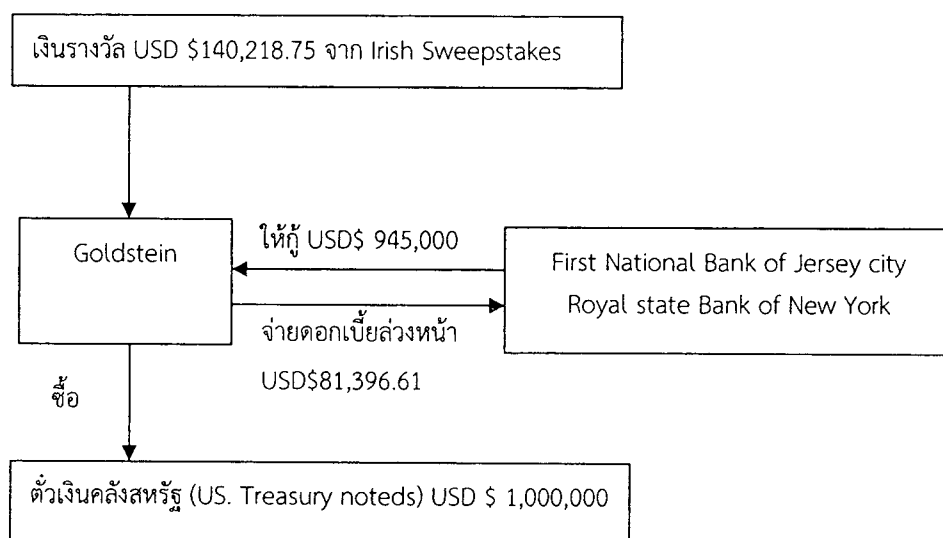 เงินรางวัล USD $140,218.75 จาก Irish Sweepstakes
Goldstein
ให้กู้ USD$ 945,000
First National Bank of Jersey city
Royal state Bank of New York
จ่ายดอกเบี้ยล่วงหน้า
USD$81,396.61
ซื้อ
ตั๋วเงินคลังสหรัฐ (US. Treasury noteds) USD $ 1,000,000